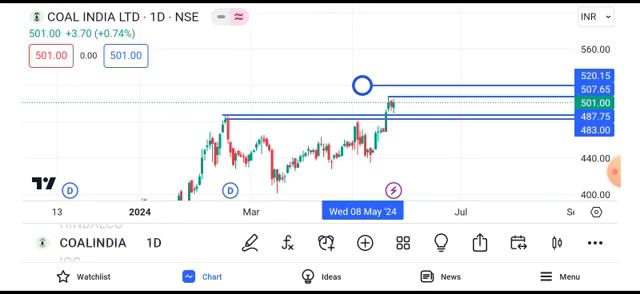 COAL INDIA LTD · 1D · NSE
INR
501.00 +3.70 (+0.74%)
501.00 0.00 501.00
560.00
520.15
507.65
501.00
487.75
483.00
440.00
400.00
D D
13 2024 Mar Wed 08 May '24 Jul
COALINDIA 1D
Watchlist Chart Ideas News Menu